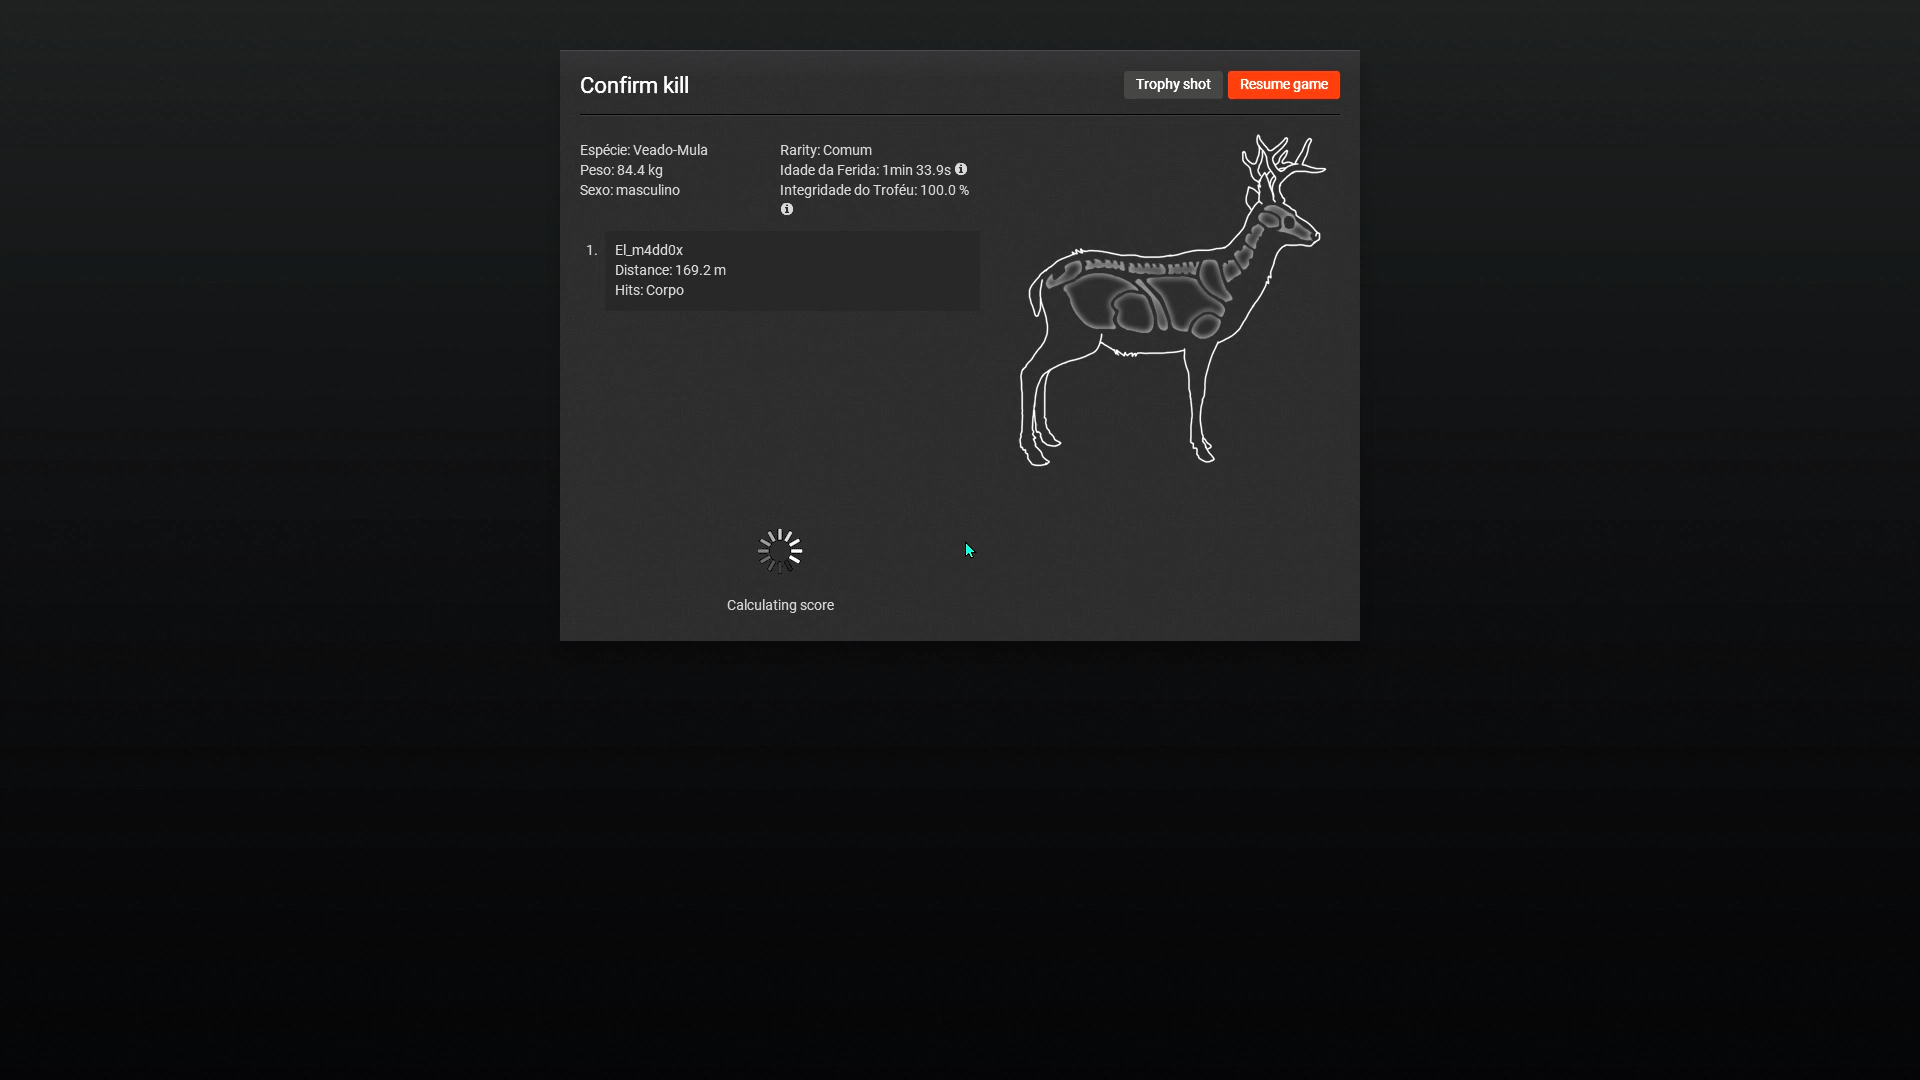 Confirm kill
Trophy shot
Resume game
Espécie: Veado-Mula
Peso: 84.4 kg
Sexo: masculino
Rarity: Comum
Idade da Ferida: 1min 33.9s
Integridade do Troféu: 100.0 %
1.
El_m4dd0x
Distance: 169.2 m
Hits: Corpo
Calculating score